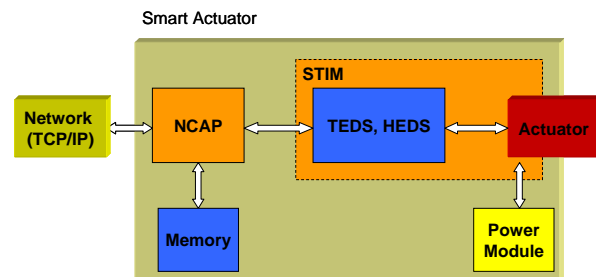 Smart Actuator
STIM
Network
(TCP/IP)
NCAP
TEDS, HEDS
Actuator
Memory
Power
Module